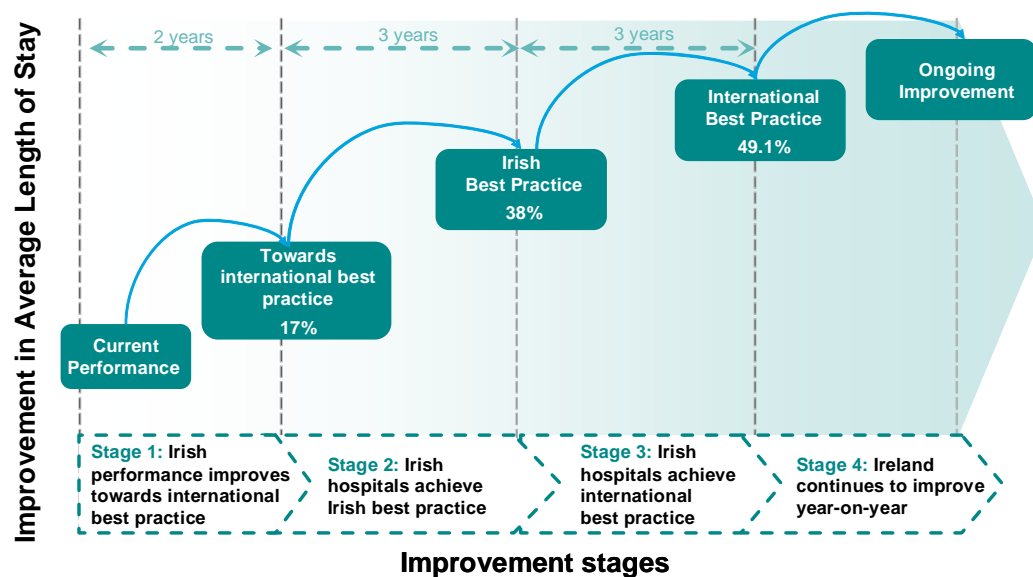 Improvement in Average Length of Stay
2 years
3 years
3 years
Current
Performance
Towards
international best
practice
17%
Irish
Best Practice
38%
International
Best Practice
49.1%
Ongoing
Improvement
Stage 1: Irish
performance improves
towards international
best practice
Stage 2: Irish
hospitals achieve
Irish best practice
Stage 3: Irish
hospitals achieve
international
best practice
Stage 4: Ireland
continues to improve
year-on-year
Improvement stages